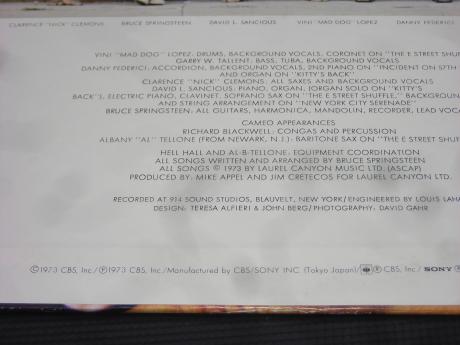 CLARENCE "NICK" CLEMONS BRUCE SPRINGSTEEN DAVID L. SANCIOUS VINI "MAD DOG" LOPEZ DANNY FEDERICI
VINI "MAD DOG" LOPEZ: DRUMS, BACKGROUND VOCALS, CORONET ON "THE E STREET SHUF
GARRY W. TALLENT: BASS, TUBA, BACKGROUND VOCALS
DANNY FEDERICI: ACCORDION, BACKGROUND VOCALS, 2ND PIANO ON "INCIDENT ON 57TH
AND ORGAN ON "KITTY'S BACK"
CLARENCE "NICK" CLEMONS: ALL SAXES AND BACKGROUND VOCALS
DAVID L. SANCIOUS: PIANO, ORGAN, (ORGAN SOLO ON "KITTY'S
BACK"), ELECTRIC PIANO, CLAVINET, SOPRANO SAX ON "THE E STREET SHUFFLE," BACKGROUND
AND STRING ARRANGEMENT ON "NEW YORK CITY SERENADE"
BRUCE SPRINGSTEEN: ALL GUITARS, HARMONICA, MANDOLIN, RECORDER, LEAD VOCA
CAMEO APPEARANCES
RICHARD BLACKWELL: CONGAS AND PERCUSSION
ALBANY "AL" TELLONE (FROM NEWARK, N.J.): BARITONE SAX ON "THE E STREET SHUF
HELL HALL AND AL-B-TELLONE: EQUIPMENT COORDINATION
ALL SONGS WRITTEN AND ARRANGED BY BRUCE SPRINGSTEEN
ALL SONGS © 1973 BY LAUREL CANYON MUSIC LTD. (ASCAP)
PRODUCED BY: MIKE APPEL AND JIM CRETECOS FOR LAUREL CANYON LTD.
RECORDED AT 914 SOUND STUDIOS, BLAUVELT, NEW YORK/ENGINEERED BY LOUIS LAHA
DESIGN: TERESA ALFIERI & JOHN BERG/PHOTOGRAPHY: DAVID GAHR
©1973 CBS, Inc./℗1973 CBS, Inc./Manufactured by CBS/SONY INC (Tokyo Japan)/ ® CBS, Inc./ SONY